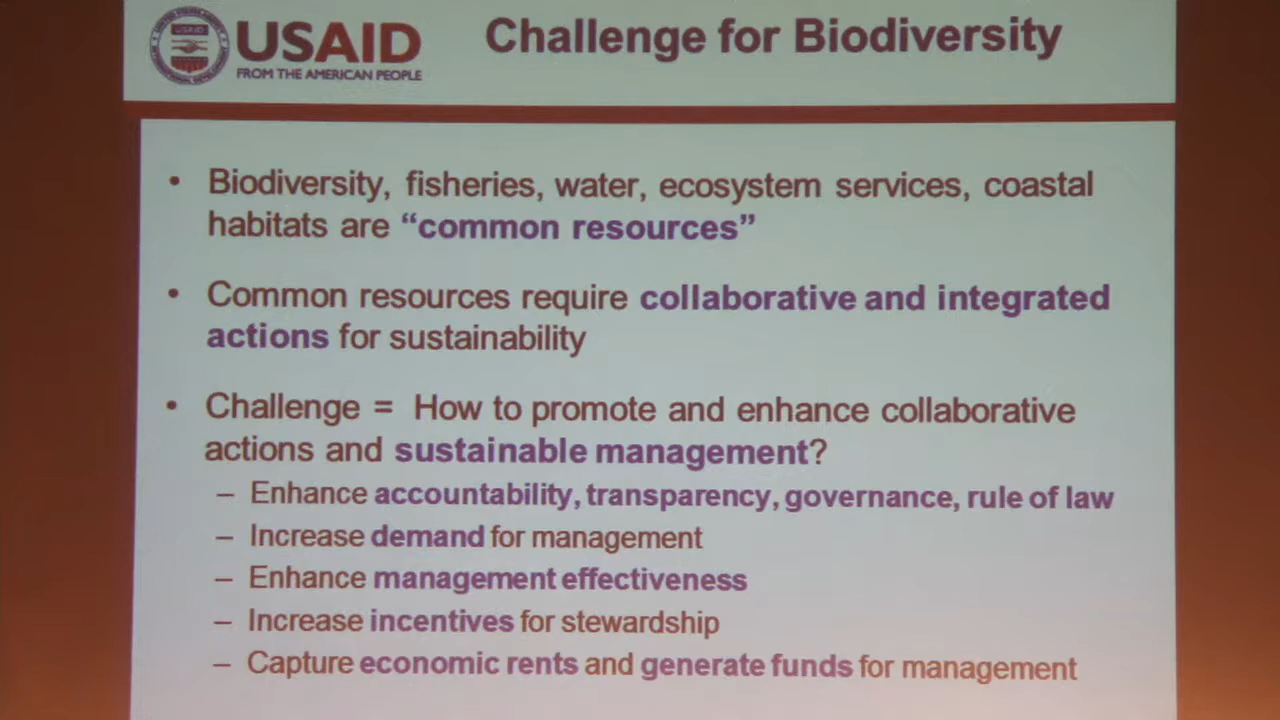 USAID
FROM THE AMERICAN PEOPLE
Challenge for Biodiversity
• Biodiversity, fisheries, water, ecosystem services, coastal
habitats are “common resources”
• Common resources require collaborative and integrated
actions for sustainability
• Challenge = How to promote and enhance collaborative
actions and sustainable management?
– Enhance accountability, transparency, governance, rule of law
– Increase demand for management
– Enhance management effectiveness
– Increase incentives for stewardship
– Capture economic rents and generate funds for management